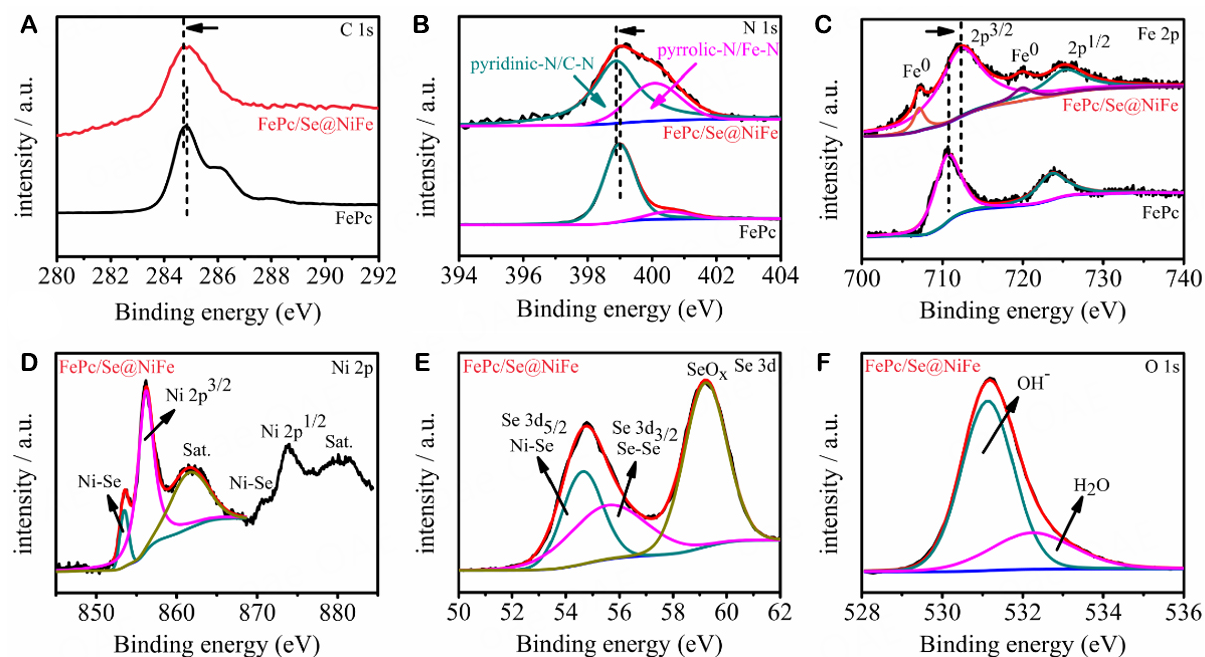 A
C 1s
FePc/Se@NiFe
FePc
intensity / a.u.
280 282 284 286 288 290 292
Binding energy (eV)
B
N 1s
pyridinic-N/C-N
pyrrolic-N/Fe-N
FePc/Se@NiFe
FePc
intensity / a.u.
394 396 398 400 402 404
Binding energy (eV)
C
Fe 2p
Fe⁰
2p³/²
Fe⁰
2p¹/²
FePc/Se@NiFe
FePc
intensity / a.u.
700 710 720 730 740
Binding energy (eV)
D
FePc/Se@NiFe
Ni 2p
Ni 2p³/²
Ni-Se
Sat.
Ni-Se
Ni 2p¹/²
Sat.
intensity / a.u.
850 860 870 880
Binding energy (eV)
E
FePc/Se@NiFe
SeOₓ
Se 3d
Se 3d₅/₂
Ni-Se
Se 3d₃/₂
Se-Se
intensity / a.u.
50 52 54 56 58 60 62
Binding energy (eV)
F
FePc/Se@NiFe
O 1s
OH⁻
H₂O
intensity / a.u.
528 530 532 534 536
Binding energy (eV)